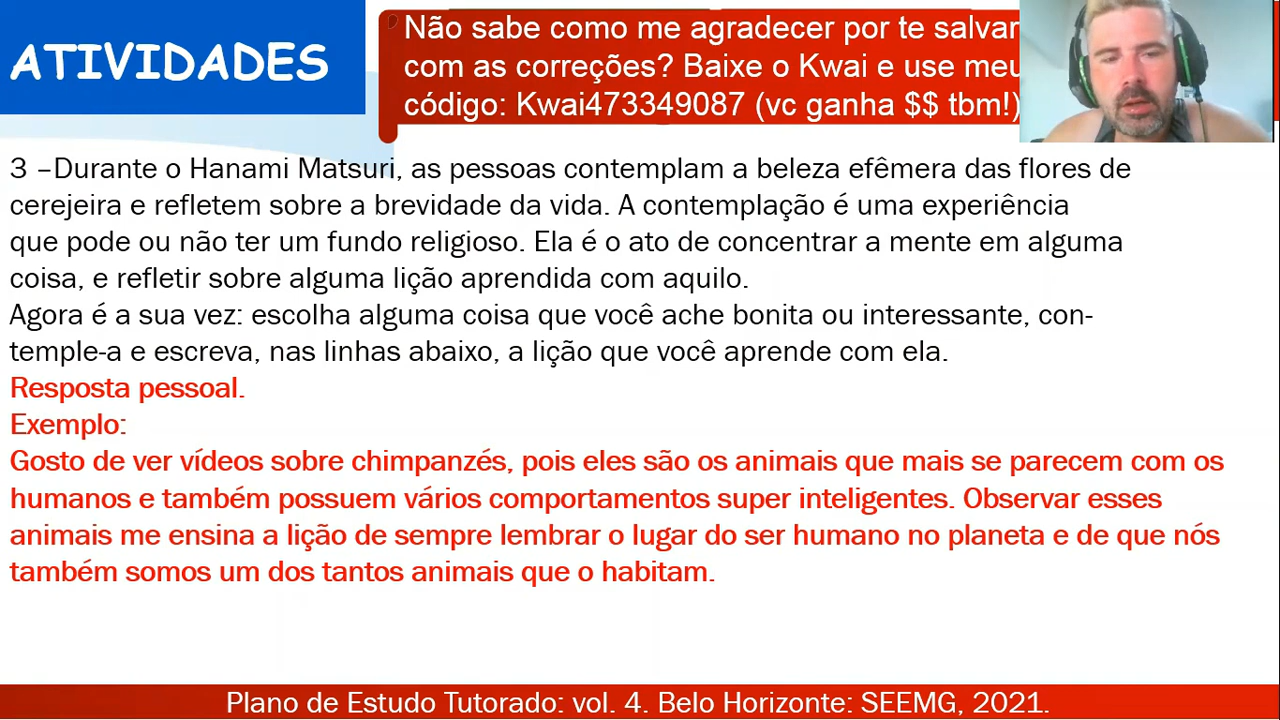 ATIVIDADES
Não sabe como me agradecer por te salvar
com as correções? Baixe o Kwai e use meu
código: Kwai473349087 (vc ganha $$ tbm!)
3 –Durante o Hanami Matsuri, as pessoas contemplam a beleza efêmera das flores de
cerejeira e refletem sobre a brevidade da vida. A contemplação é uma experiência
que pode ou não ter um fundo religioso. Ela é o ato de concentrar a mente em alguma
coisa, e refletir sobre alguma lição aprendida com aquilo.
Agora é a sua vez: escolha alguma coisa que você ache bonita ou interessante, con-
temple-a e escreva, nas linhas abaixo, a lição que você aprende com ela.
Resposta pessoal.
Exemplo:
Gosto de ver vídeos sobre chimpanzés, pois eles são os animais que mais se parecem com os
humanos e também possuem vários comportamentos super inteligentes. Observar esses
animais me ensina a lição de sempre lembrar o lugar do ser humano no planeta e de que nós
também somos um dos tantos animais que o habitam.
Plano de Estudo Tutorado: vol. 4. Belo Horizonte: SEEMG, 2021.